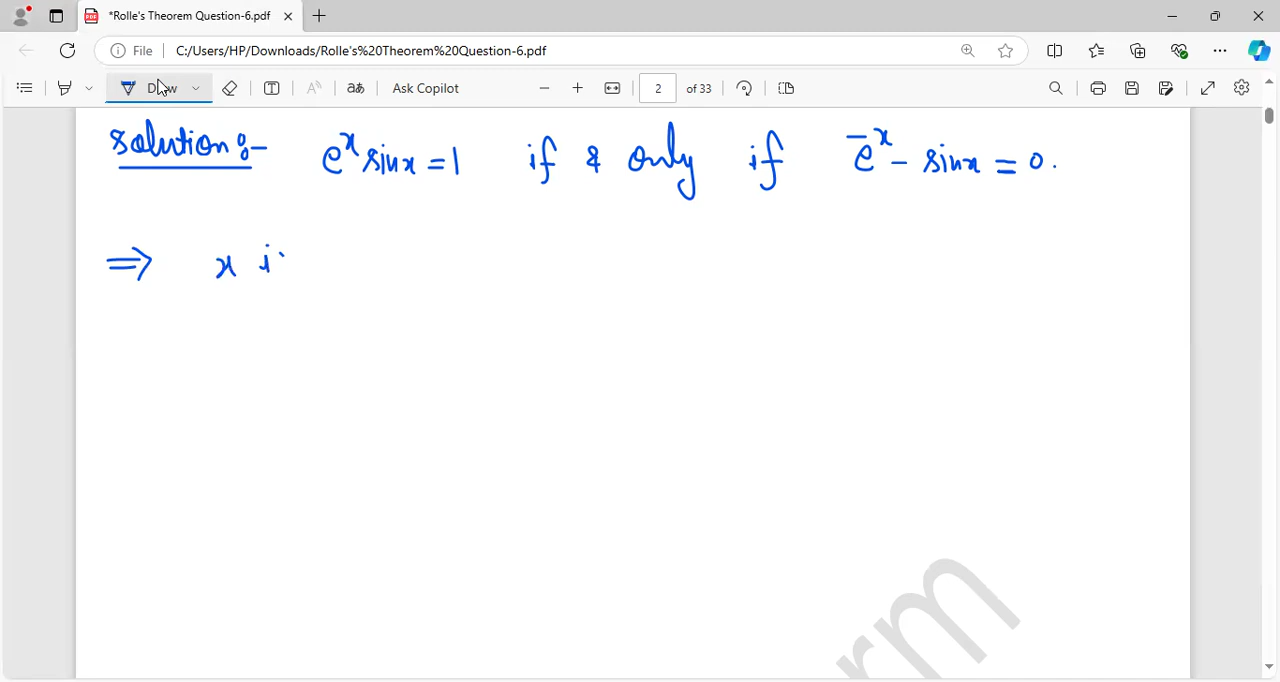 *Rolle's Theorem Question-6.pdf
File C:/Users/HP/Downloads/Rolle's%20Theorem%20Question-6.pdf
Draw Ask Copilot 2 of 33
Solution :- e^x sin x = 1 if & only if e^-x - sin x = 0.
⇒ x i
rm